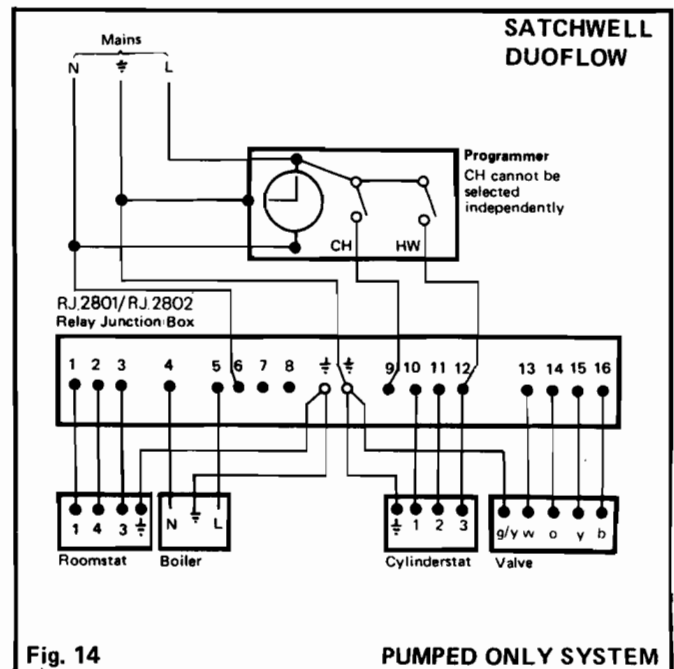 SATCHWELL
DUOFLOW
Mains
N L
Programmer
CH cannot be
selected
independently
CH HW
RJ.2801/RJ.2802
Relay Junction Box
1 2 3 4 5 6 7 8 9 10 11 12 13 14 15 16
1 4 3 N L 1 2 3 g/y w o y b
Roomstat Boiler Cylinderstat Valve
Fig. 14 PUMPED ONLY SYSTEM